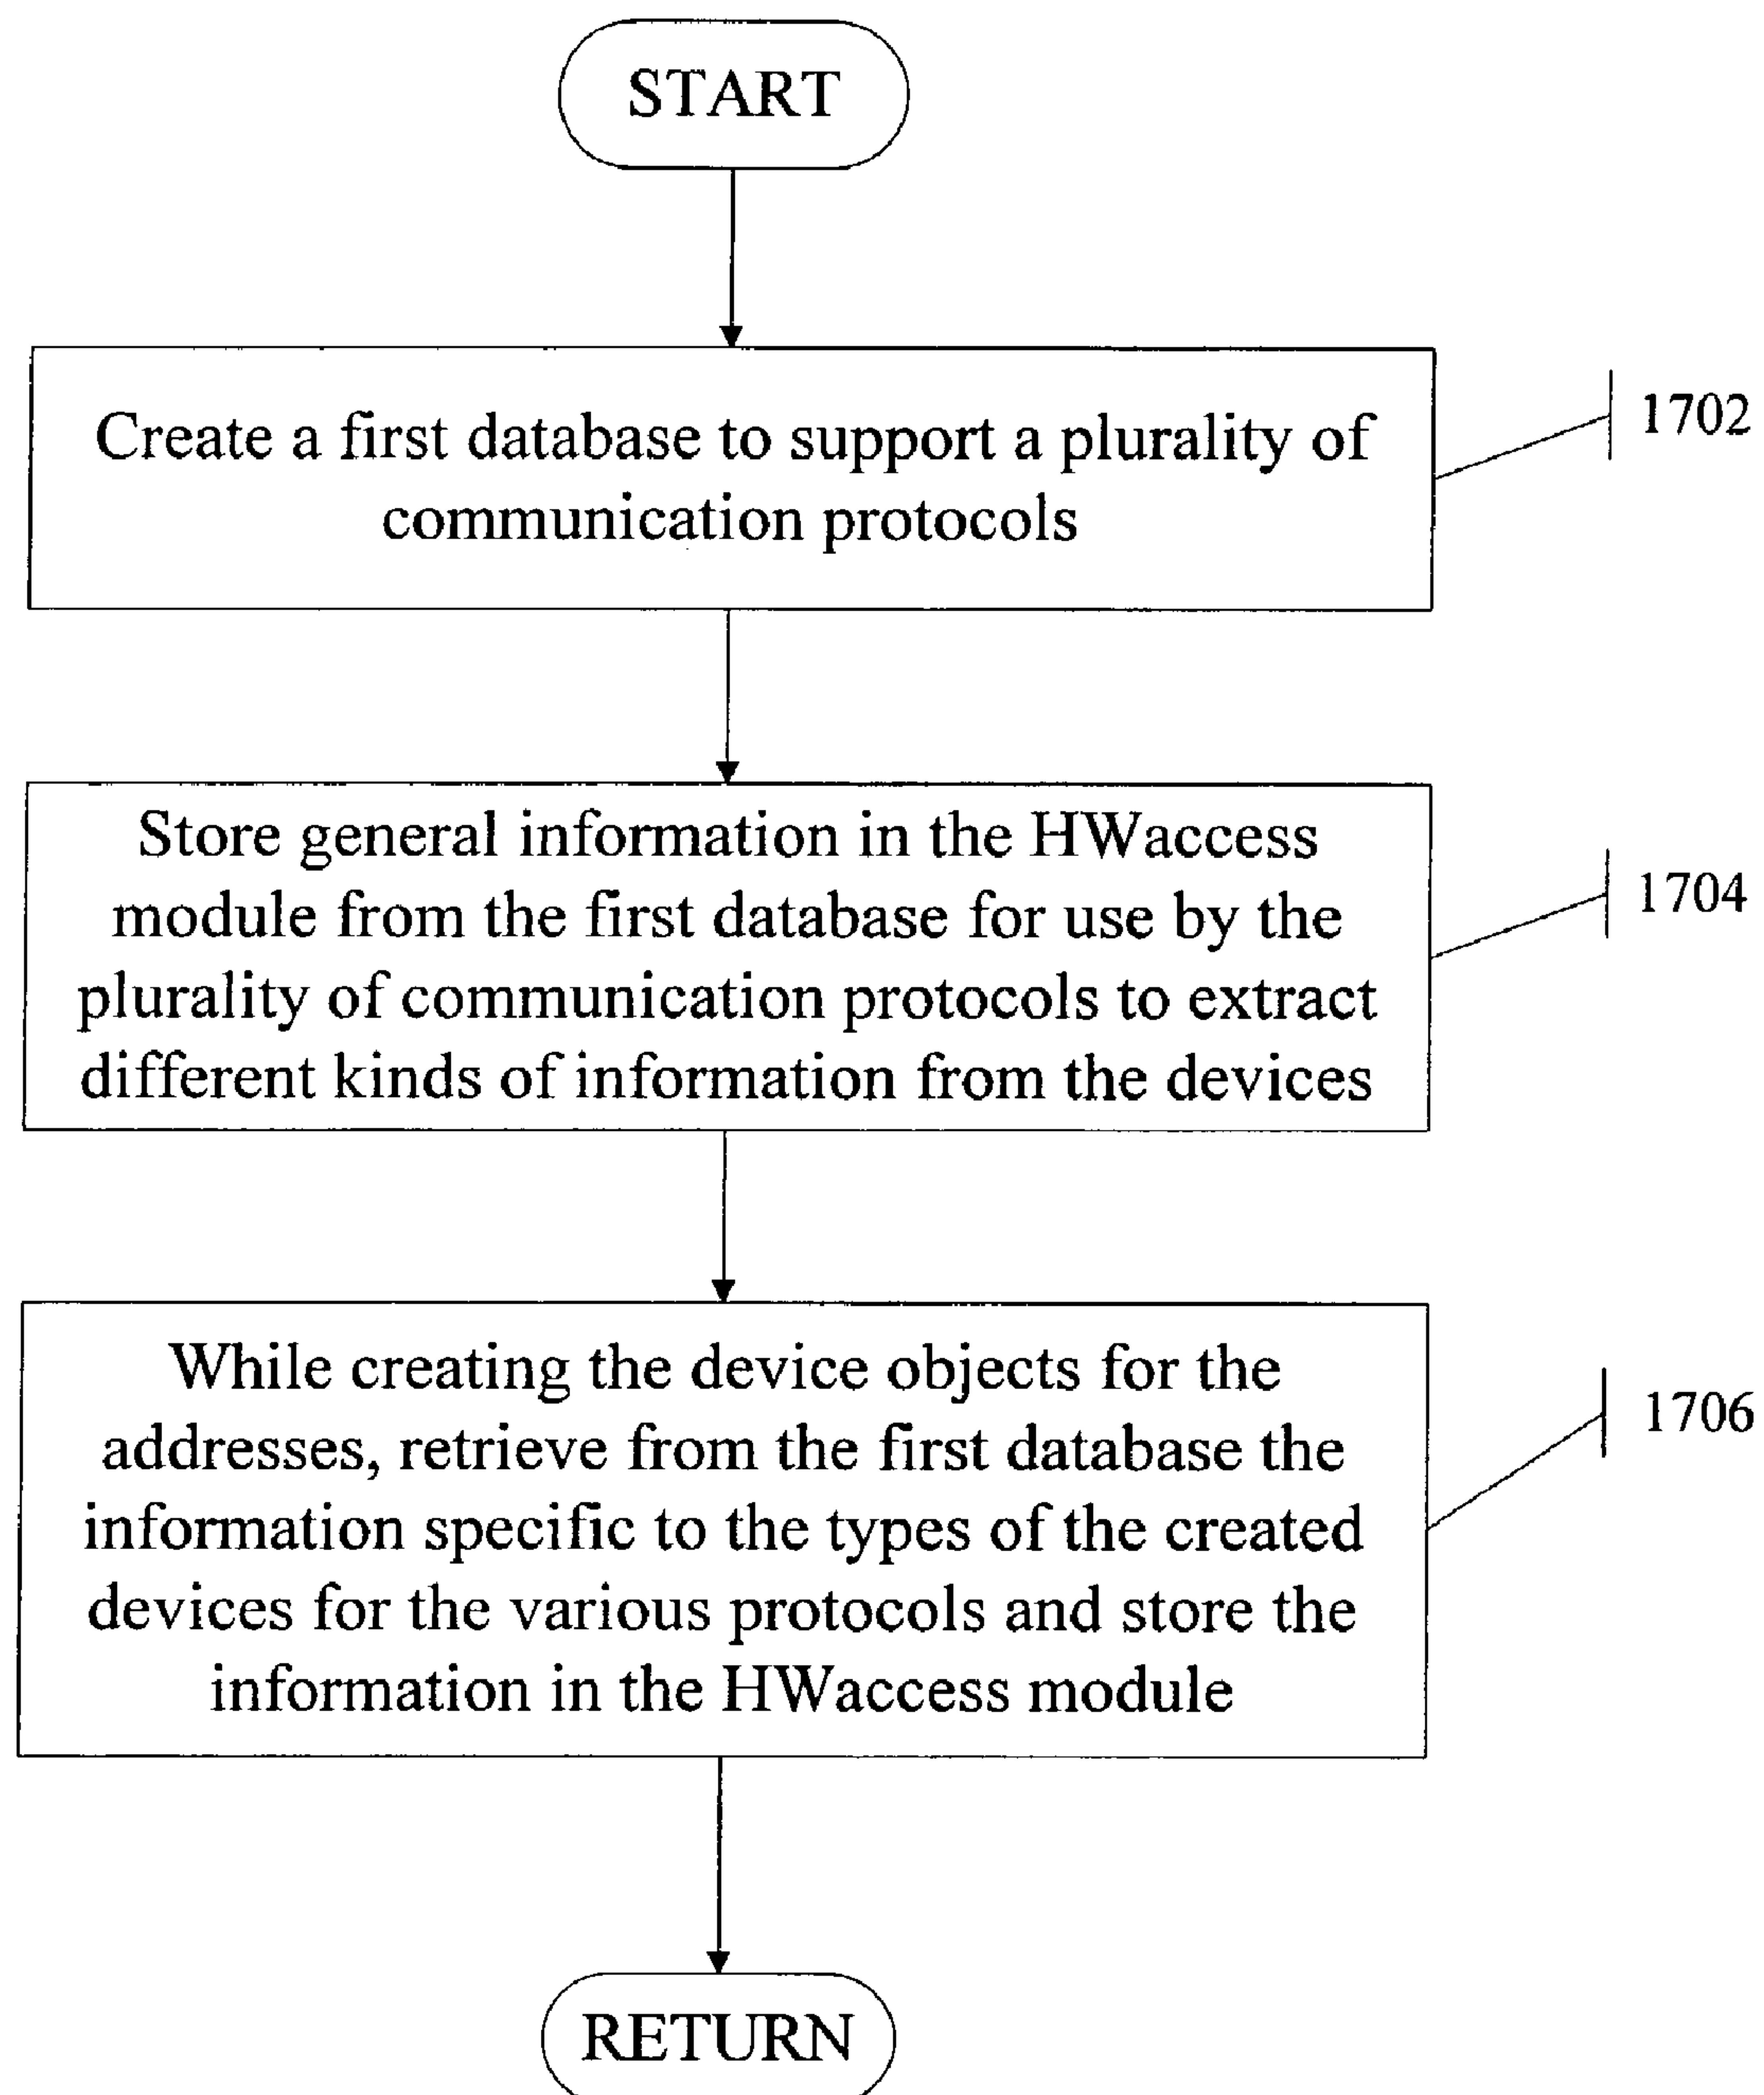 START
Create a first database to support a plurality of
communication protocols
1702
Store general information in the HWaccess
module from the first database for use by the
plurality of communication protocols to extract
different kinds of information from the devices
1704
While creating the device objects for the
addresses, retrieve from the first database the
information specific to the types of the created
devices for the various protocols and store the
information in the HWaccess module
1706
RETURN